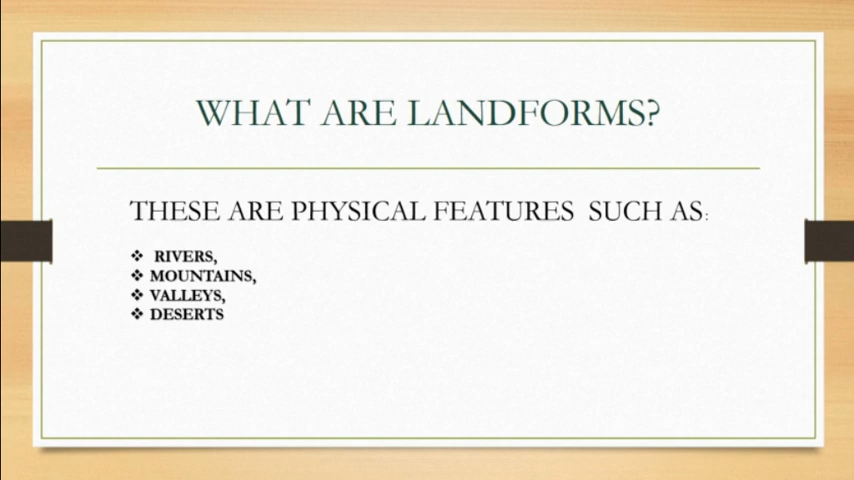 WHAT ARE LANDFORMS?
THESE ARE PHYSICAL FEATURES SUCH AS:
❖ RIVERS,
❖ MOUNTAINS,
❖ VALLEYS,
❖ DESERTS